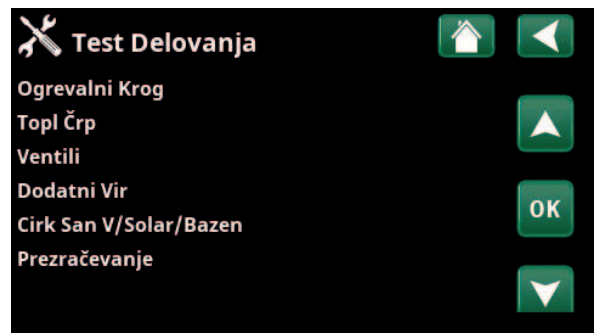 Test Delovanja
Ogrevalni Krog
Topl Črp
Ventili
Dodatni Vir
OK
Cirk San V/Solar/Bazen
Prezračevanje